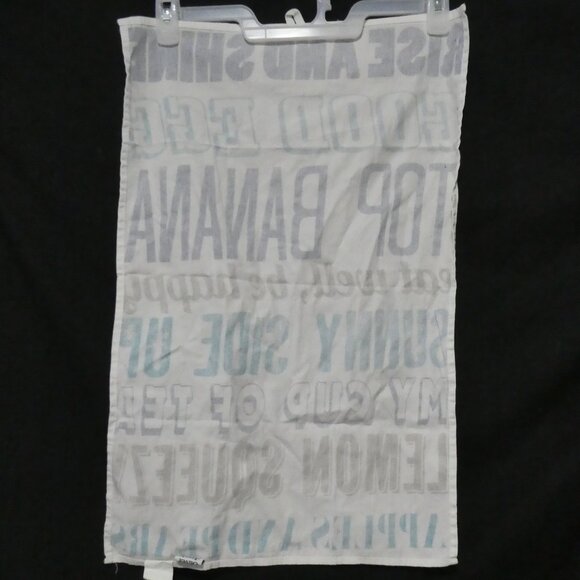 RISE AND SHINE
GOOD EGG
TOP BANANA
eat well, be happy
SUNNY SIDE UP
MY CUP OF TEA
LEMON SQUEEZY
APPLES AND PEARS